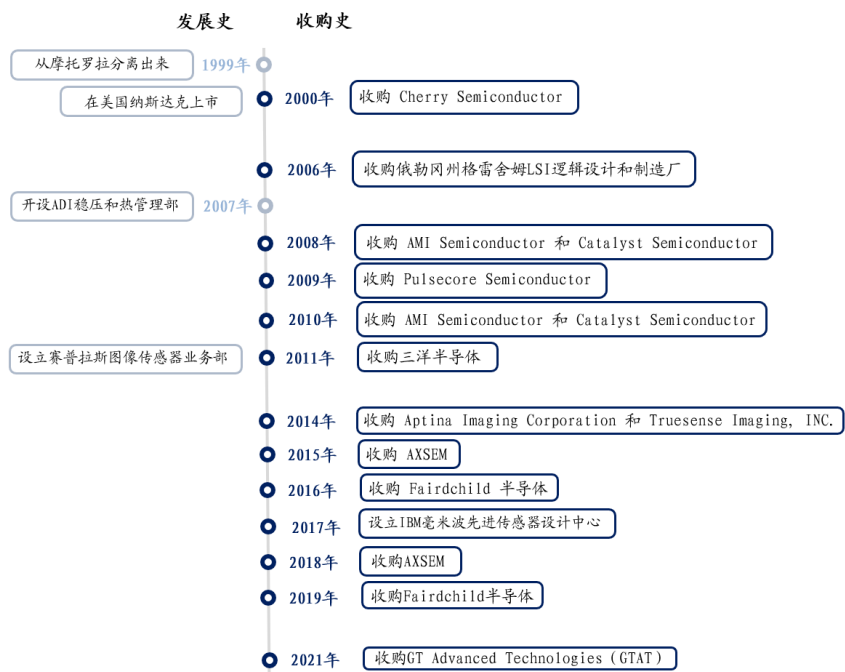 发展史 收购史
从摩托罗拉分离出来 1999年
在美国纳斯达克上市 2000年 收购 Cherry Semiconductor
2006年 收购俄勒冈州格雷舍姆LSI逻辑设计和制造厂
开设ADI稳压和热管理部 2007年
2008年 收购 AMI Semiconductor 和 Catalyst Semiconductor
2009年 收购 Pulsecore Semiconductor
2010年 收购 AMI Semiconductor 和 Catalyst Semiconductor
设立赛普拉斯图像传感器业务部 2011年 收购三洋半导体
2014年 收购 Aptina Imaging Corporation 和 Truesense Imaging, INC.
2015年 收购 AXSEM
2016年 收购 Fairdchild 半导体
2017年 设立IBM毫米波先进传感器设计中心
2018年 收购AXSEM
2019年 收购Fairdchild半导体
2021年 收购GT Advanced Technologies（GTAT）